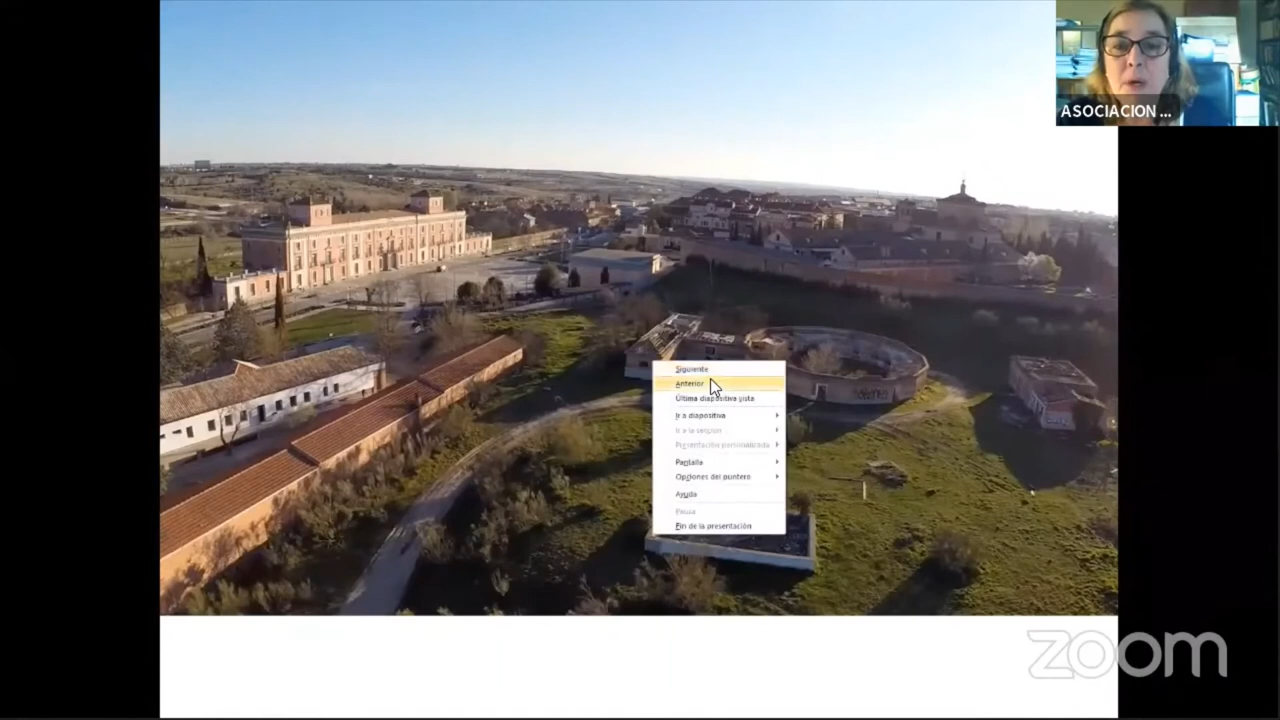 ASOCIACION ...
Siguiente
Anterior
Última diapositiva vista
Ir a diapositiva
Ir a la sección
Presentación personalizada
Pantalla
Opciones del puntero
Ayuda
Pausa
Fin de la presentación
zoom